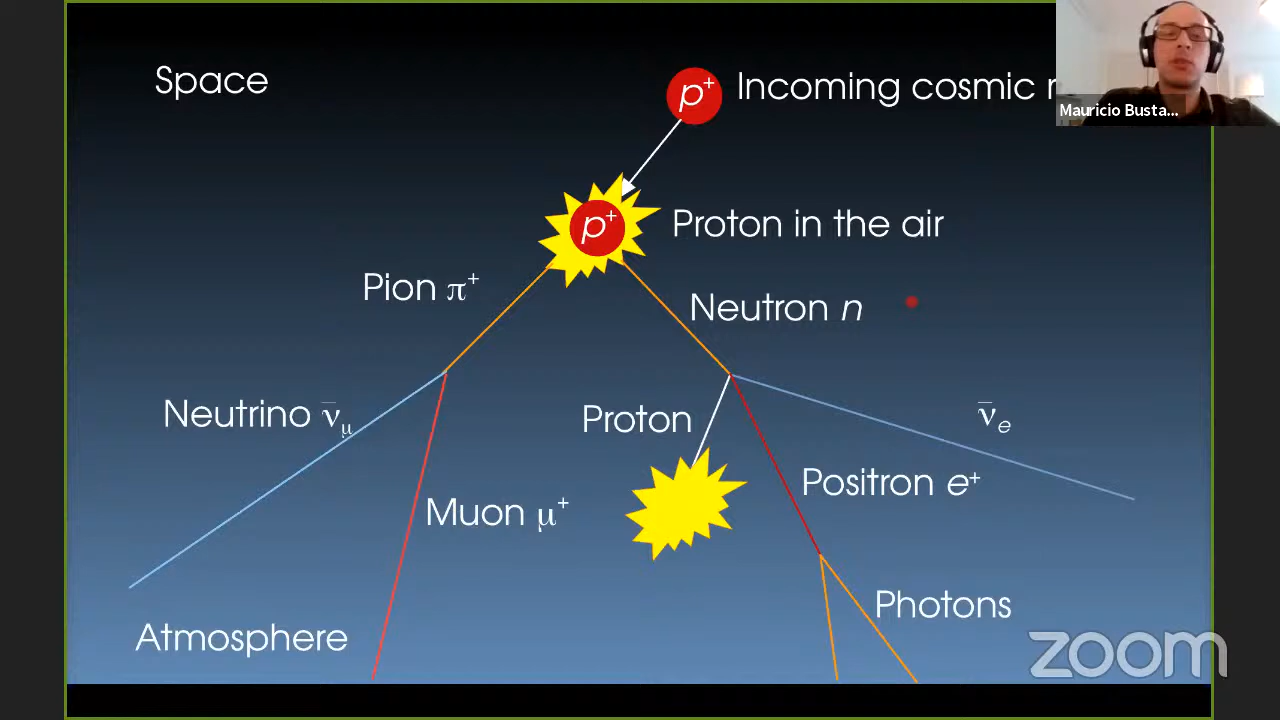 Space
p⁺ Incoming cosmic r
Mauricio Busta...
p⁺ Proton in the air
Pion π⁺
Neutron n
Neutrino ν̅μ
Proton
ν̅e
Positron e⁺
Muon μ⁺
Photons
Atmosphere
zoom